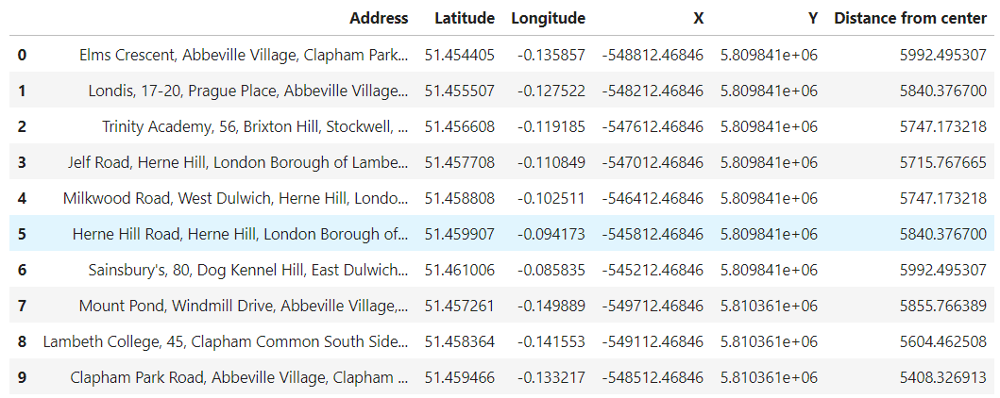 Address Latitude Longitude X Y Distance from center
0 Elms Crescent, Abbeville Village, Clapham Park... 51.454405 -0.135857 -548812.46846 5.809841e+06 5992.495307
1 Londis, 17-20, Prague Place, Abbeville Village... 51.455507 -0.127522 -548212.46846 5.809841e+06 5840.376700
2 Trinity Academy, 56, Brixton Hill, Stockwell, ... 51.456608 -0.119185 -547612.46846 5.809841e+06 5747.173218
3 Jelf Road, Herne Hill, London Borough of Lambe... 51.457708 -0.110849 -547012.46846 5.809841e+06 5715.767665
4 Milkwood Road, West Dulwich, Herne Hill, Londo... 51.458808 -0.102511 -546412.46846 5.809841e+06 5747.173218
5 Herne Hill Road, Herne Hill, London Borough of... 51.459907 -0.094173 -545812.46846 5.809841e+06 5840.376700
6 Sainsbury's, 80, Dog Kennel Hill, East Dulwich... 51.461006 -0.085835 -545212.46846 5.809841e+06 5992.495307
7 Mount Pond, Windmill Drive, Abbeville Village,... 51.457261 -0.149889 -549712.46846 5.810361e+06 5855.766389
8 Lambeth College, 45, Clapham Common South Side... 51.458364 -0.141553 -549112.46846 5.810361e+06 5604.462508
9 Clapham Park Road, Abbeville Village, Clapham ... 51.459466 -0.133217 -548512.46846 5.810361e+06 5408.326913